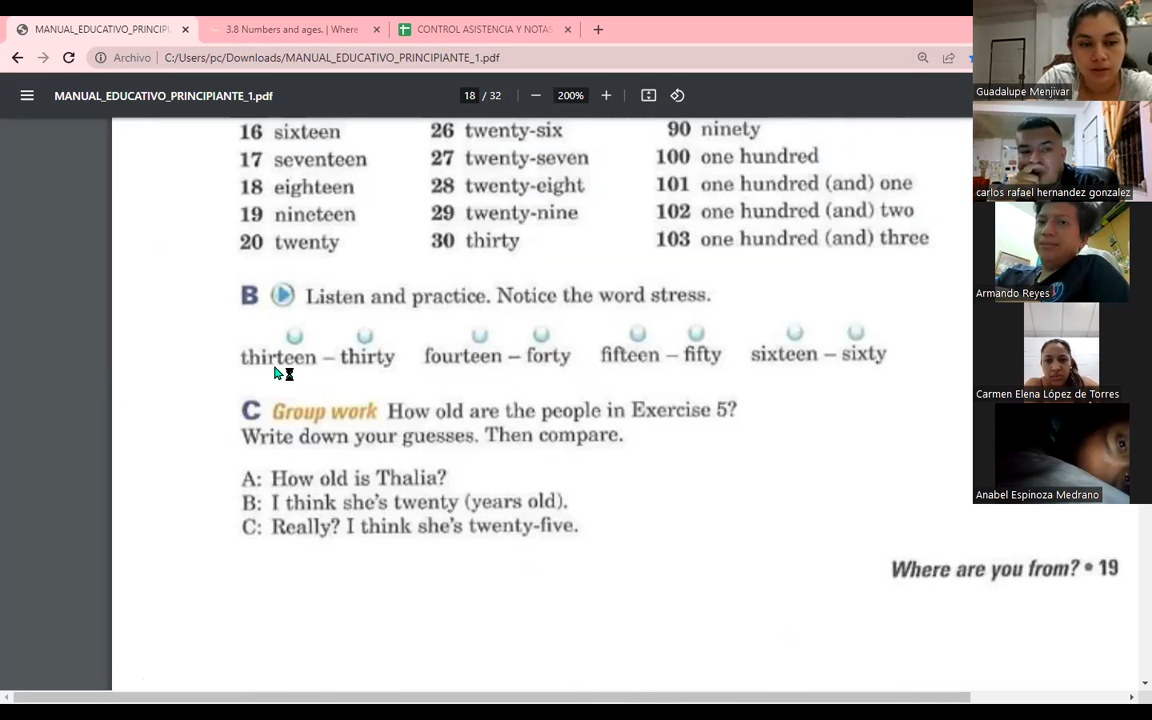 MANUAL_EDUCATIVO_PRINCIPI
3.8 Numbers and ages. | Where
CONTROL ASISTENCIA Y NOTAS
Archivo | C:/Users/pc/Downloads/MANUAL_EDUCATIVO_PRINCIPIANTE_1.pdf
MANUAL_EDUCATIVO_PRINCIPIANTE_1.pdf
18 / 32
200%
16 sixteen 26 twenty-six 90 ninety
17 seventeen 27 twenty-seven 100 one hundred
18 eighteen 28 twenty-eight 101 one hundred (and) one
19 nineteen 29 twenty-nine 102 one hundred (and) two
20 twenty 30 thirty 103 one hundred (and) three
B Listen and practice. Notice the word stress.
thirteen – thirty fourteen – forty fifteen – fifty sixteen – sixty
C Group work How old are the people in Exercise 5?
Write down your guesses. Then compare.
A: How old is Thalia?
B: I think she's twenty (years old).
C: Really? I think she's twenty-five.
Where are you from? • 19
Guadalupe Menjivar
carlos rafael hernandez gonzalez
Armando Reyes
Carmen Elena López de Torres
Anabel Espinoza Medrano